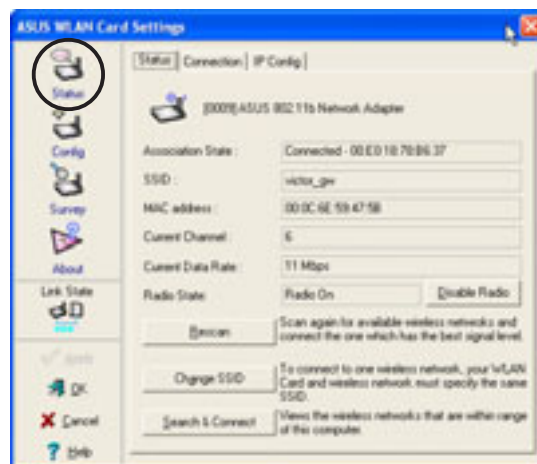 ASUS WLAN Card Settings
Status
Config
Survey
About
Link State
Apply
OK
Cancel
Help
Status Connection IP Config
[0009] ASUS 802.11b Network Adapter
Association State : Connected - 00:E0:18:70:B6:37
SSID : victor_gw
MAC address : 00:0C:6E:59:47:5B
Current Channel : 6
Current Data Rate : 11 Mbps
Radio State : Radio On Disable Radio
Rescan
Scan again for available wireless networks and
connect the one which has the best signal level.
Change SSID
To connect to one wireless network, your WLAN
Card and wireless network must specify the same
SSID.
Search & Connect
Views the wireless networks that are within range
of this computer.